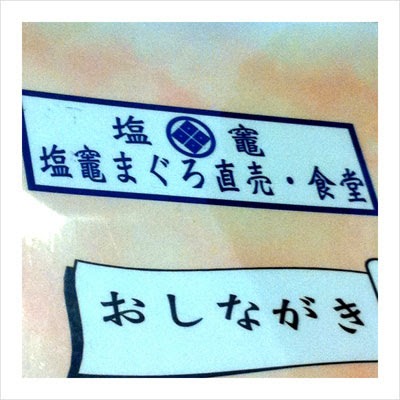 塩 竈
塩竈まぐろ直売・食堂
おしながき